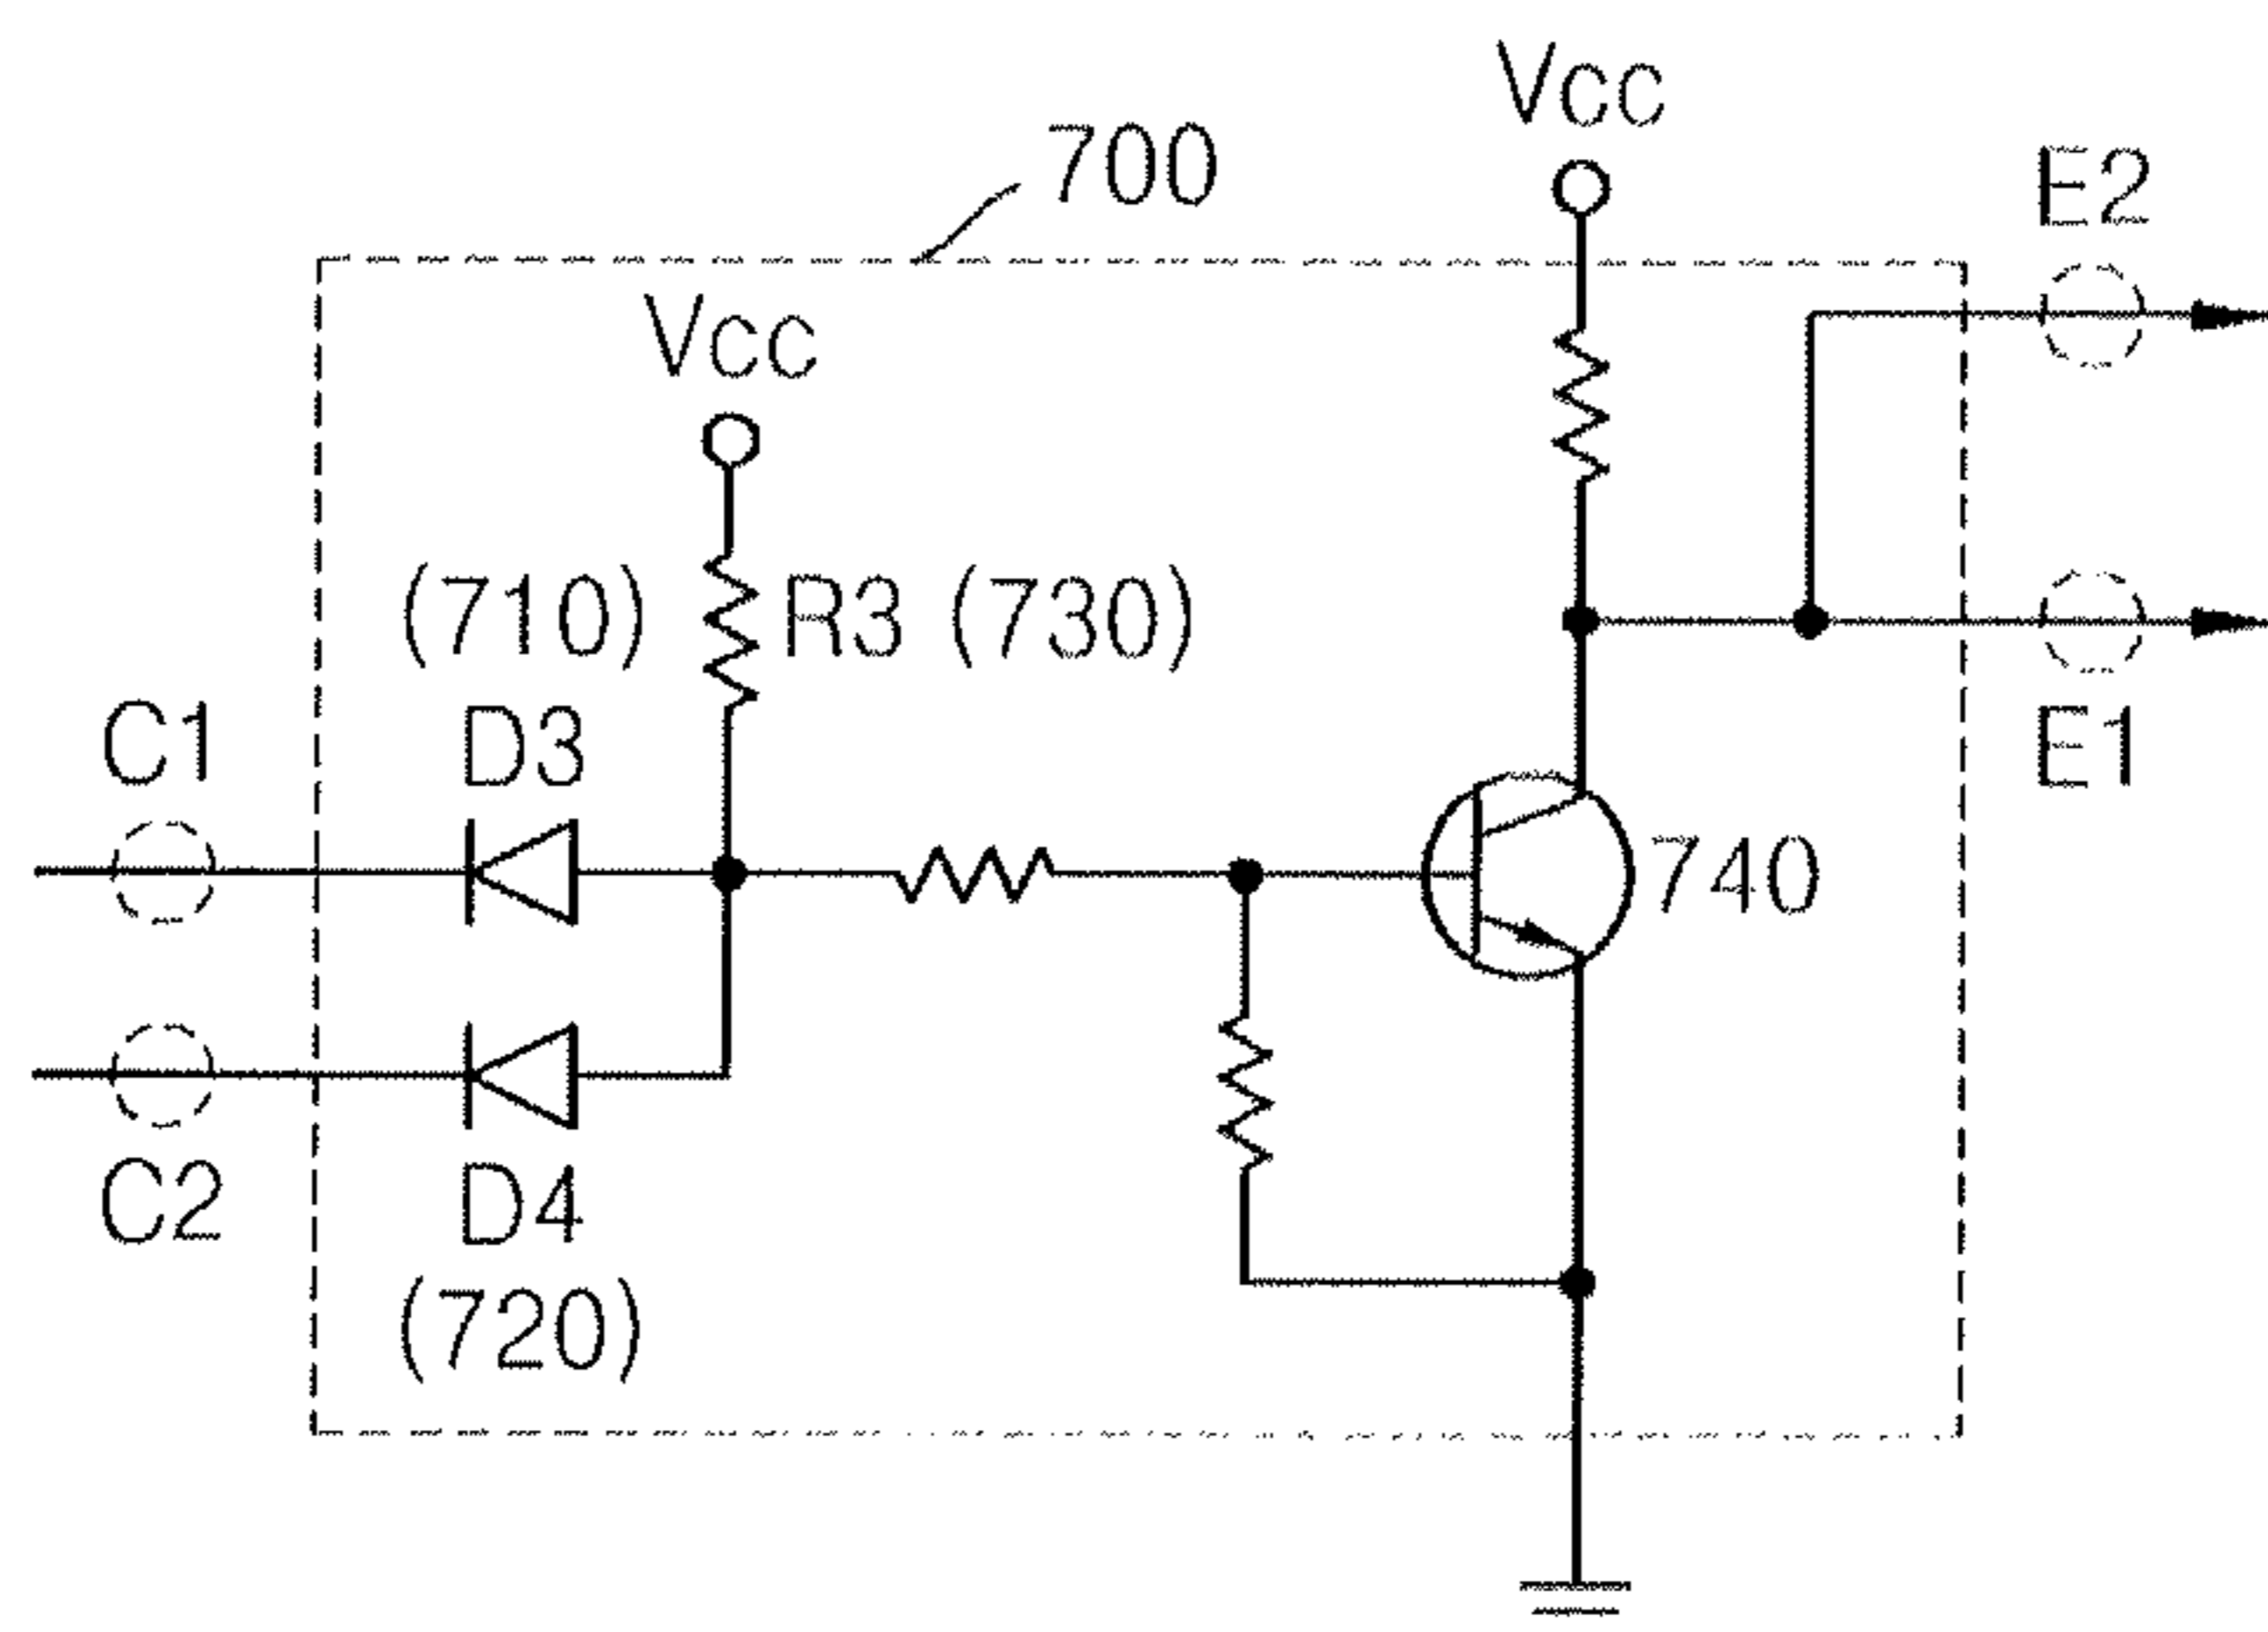 Vcc
700
E2
Vcc
(710)
R3 (730)
C1
D3
E1
740
C2
D4
(720)